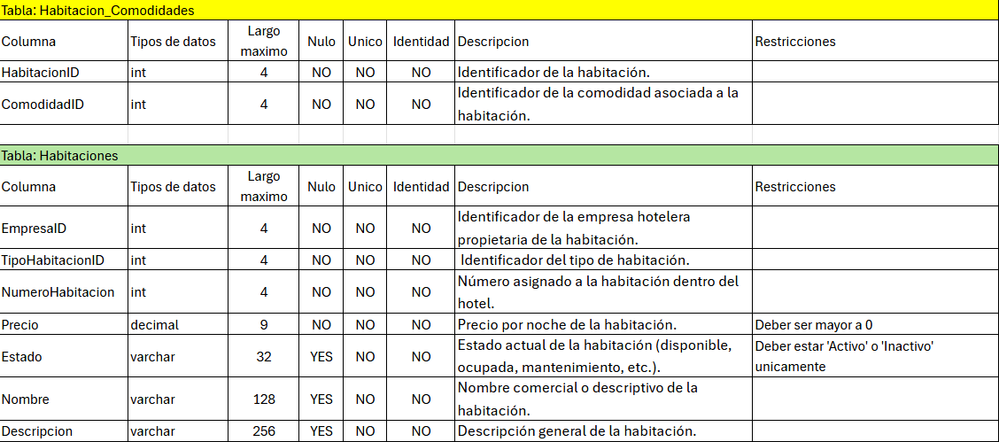 Tabla: Habitacion_Comodidades
Columna Tipos de datos Largo maximo Nulo Unico Identidad Descripcion Restricciones
HabitacionID int 4 NO NO NO Identificador de la habitación.
ComodidadID int 4 NO NO NO Identificador de la comodidad asociada a la habitación.
Tabla: Habitaciones
Columna Tipos de datos Largo maximo Nulo Unico Identidad Descripcion Restricciones
EmpresaID int 4 NO NO NO Identificador de la empresa hotelera propietaria de la habitación.
TipoHabitacionID int 4 NO NO NO Identificador del tipo de habitación.
NumeroHabitacion int 4 NO NO NO Número asignado a la habitación dentro del hotel.
Precio decimal 9 NO NO NO Precio por noche de la habitación. Deber ser mayor a 0
Estado varchar 32 YES NO NO Estado actual de la habitación (disponible, ocupada, mantenimiento, etc.). Deber estar 'Activo' o 'Inactivo' unicamente
Nombre varchar 128 YES NO NO Nombre comercial o descriptivo de la habitación.
Descripcion varchar 256 YES NO NO Descripción general de la habitación.